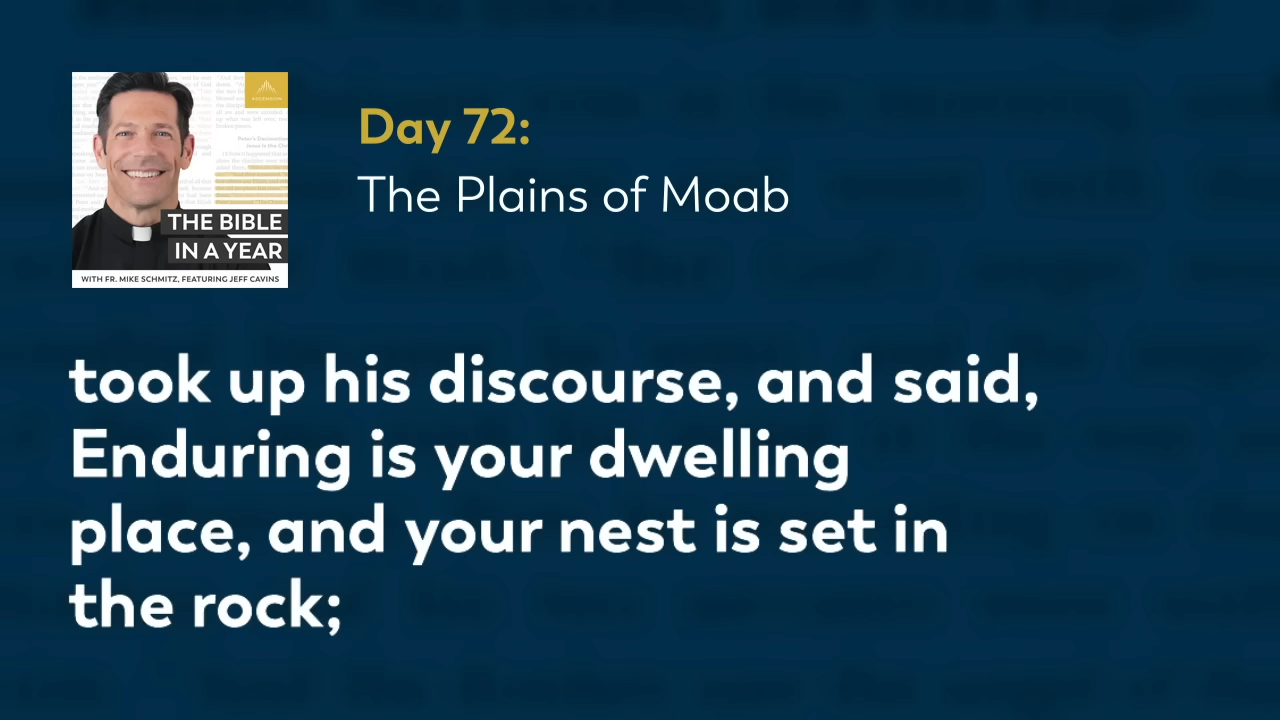 ASCENSION
THE BIBLE
IN A YEAR
WITH FR. MIKE SCHMITZ, FEATURING JEFF CAVINS
Day 72:
The Plains of Moab
took up his discourse, and said,
Enduring is your dwelling
place, and your nest is set in
the rock;